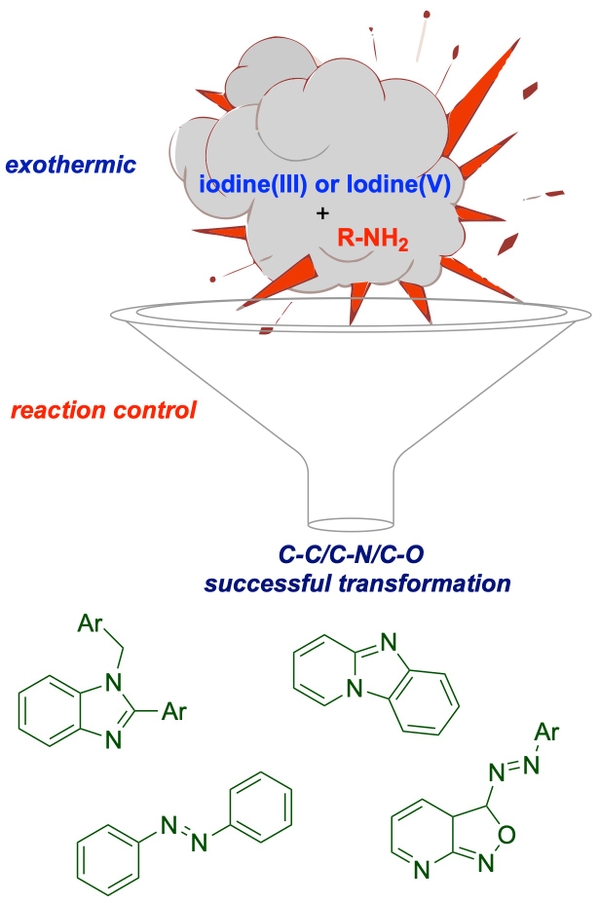 exothermic
iodine(III) or Iodine(V)
+
R-NH₂
reaction control
C-C/C-N/C-O
successful transformation
Ar
N
Ar
N
N
N
Ar
N=N
O
N
N
N=N